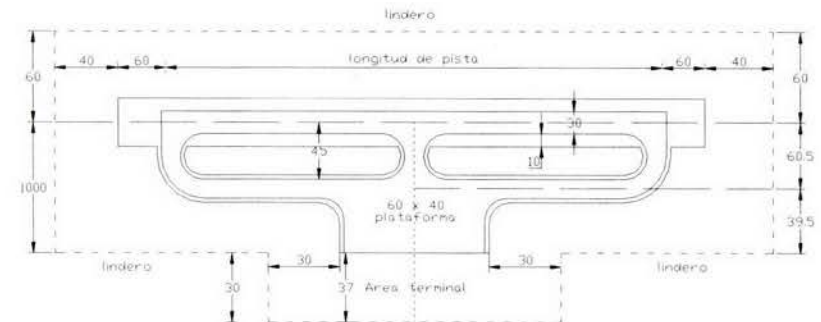 lindero
40 60 longitud de pista 60 40
60 60
30
45 10
1000 60.5
60 x 40
plataforma
39.5
lindero 30 30 lindero
30 37 Area terminal